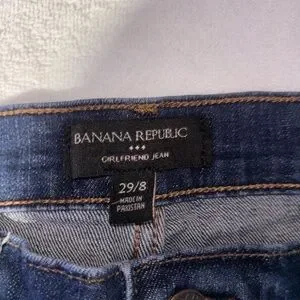 BANANA REPUBLIC
GIRLFRIEND JEAN
29/8
MADE IN
PAKISTAN